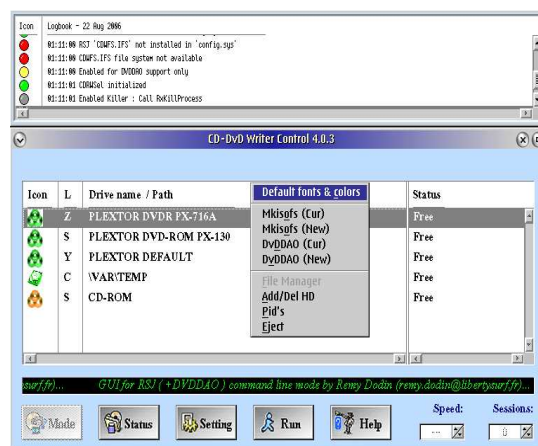 Icon Logbook - 22 Aug 2006
01:11:00 RSJ 'CDWFS.IFS' not installed in 'config.sys'
01:11:00 CDWFS.IFS file system not available
01:11:00 Enabled for DVDDAO support only
01:11:01 CDRWSel initialized
01:11:01 Enabled Killer : Call RxKillProcess
CD-DvD Writer Control 4.0.3
Icon L Drive name / Path Status
Z PLEXTOR DVDR PX-716A Free
S PLEXTOR DVD-ROM PX-130 Free
Y PLEXTOR DEFAULT Free
C \VAR\TEMP Free
S CD-ROM Free
Default fonts & colors
Mkisofs (Cur)
Mkisofs (New)
DvDDAO (Cur)
DvDDAO (New)
File Manager
Add/Del HD
Pid's
Eject
surf.fr)... GUI for RSJ ( +DVDDAO ) command line mode by Remy Dodin (remy.dodin@libertysurf.fr)...
Mode Status Setting Run Help
Speed: Sessions:
--- 0